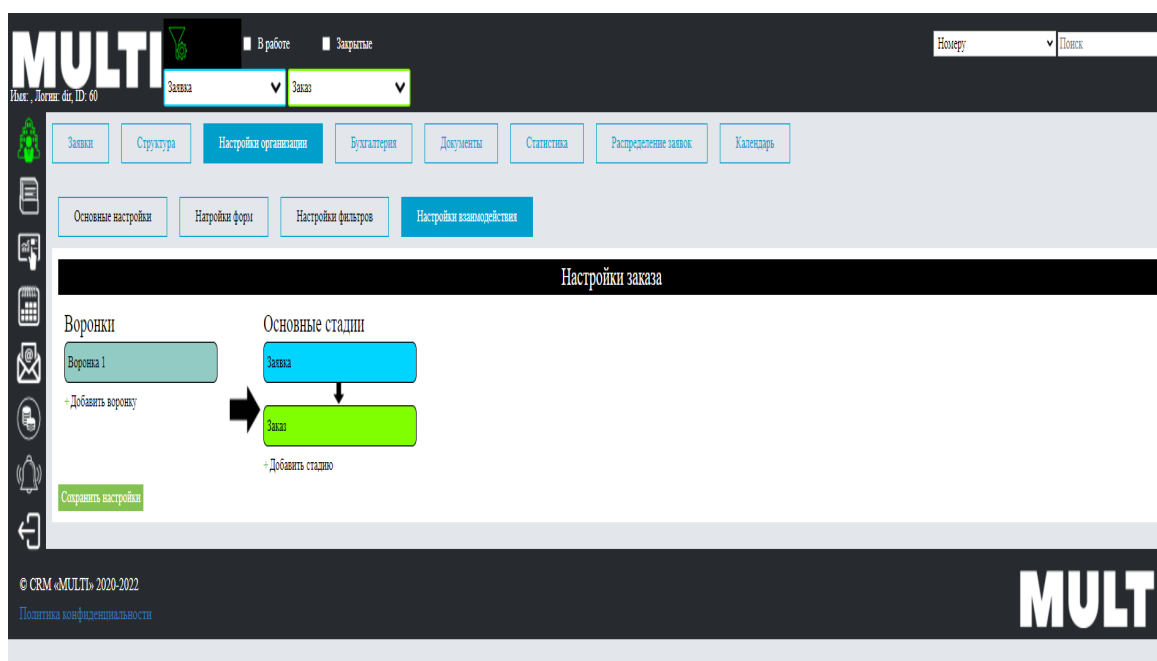 MULTI
В работе
Закрытые
Номеру
Поиск
Имя: , Логин: dir, ID: 60
Заявка
Заказ
Заявки
Структура
Настройки организации
Бухгалтерия
Документы
Статистика
Распределение заявок
Календарь
Основные настройки
Натройки форм
Настройки фильтров
Настройки взаимодействия
Настройки заказа
Воронки
Основные стадии
Воронка 1
Заявка
+Добавить воронку
Заказ
+Добавить стадию
Сохранить настройки
© CRM «MULTI» 2020-2022
Политика конфиденциальности
MULT